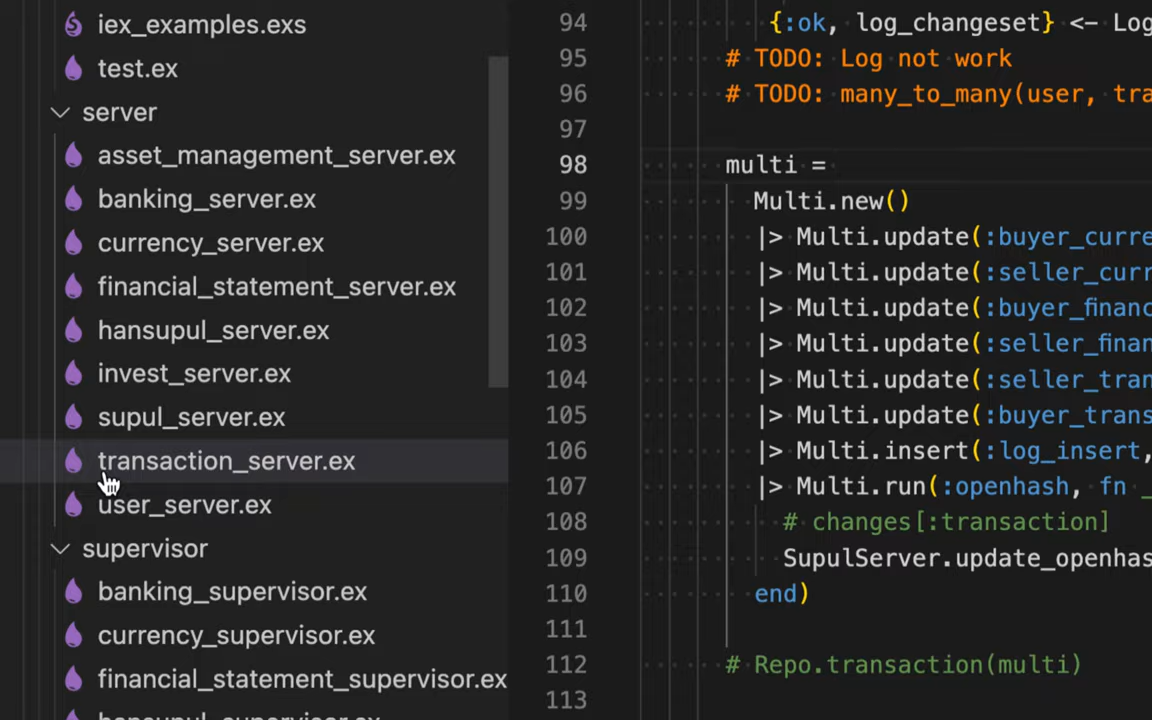 iex_examples.exs
test.ex
server
asset_management_server.ex
banking_server.ex
currency_server.ex
financial_statement_server.ex
hansupul_server.ex
invest_server.ex
supul_server.ex
transaction_server.ex
user_server.ex
supervisor
banking_supervisor.ex
currency_supervisor.ex
financial_statement_supervisor.ex
hansupul_supervisor.ex
94 {:ok, log_changeset} <- Log
95 # TODO: Log not work
96 # TODO: many_to_many(user, tra
97
98 multi =
99 Multi.new()
100 |> Multi.update(:buyer_curre
101 |> Multi.update(:seller_curr
102 |> Multi.update(:buyer_financ
103 |> Multi.update(:seller_finan
104 |> Multi.update(:seller_tran
105 |> Multi.update(:buyer_trans
106 |> Multi.insert(:log_insert,
107 |> Multi.run(:openhash, fn _
108 # changes[:transaction]
109 SupulServer.update_openhas
110 end)
111
112 # Repo.transaction(multi)
113